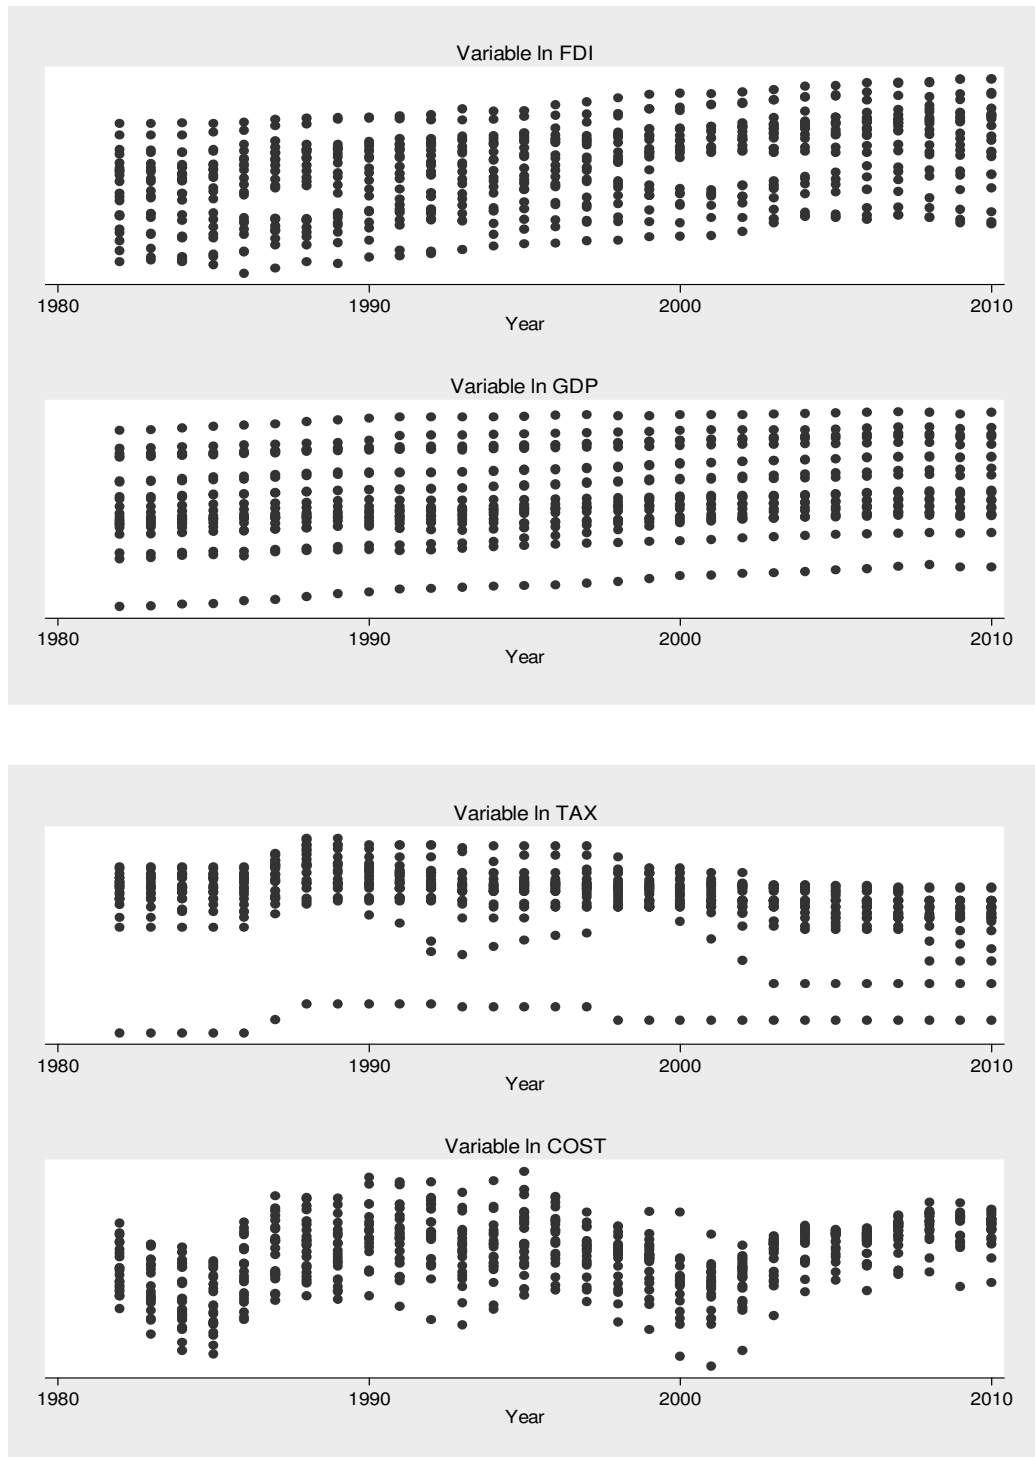 Variable ln FDI
1980 1990 2000 2010
Year
Variable ln GDP
1980 1990 2000 2010
Year
Variable ln TAX
1980 1990 2000 2010
Year
Variable ln COST
1980 1990 2000 2010
Year